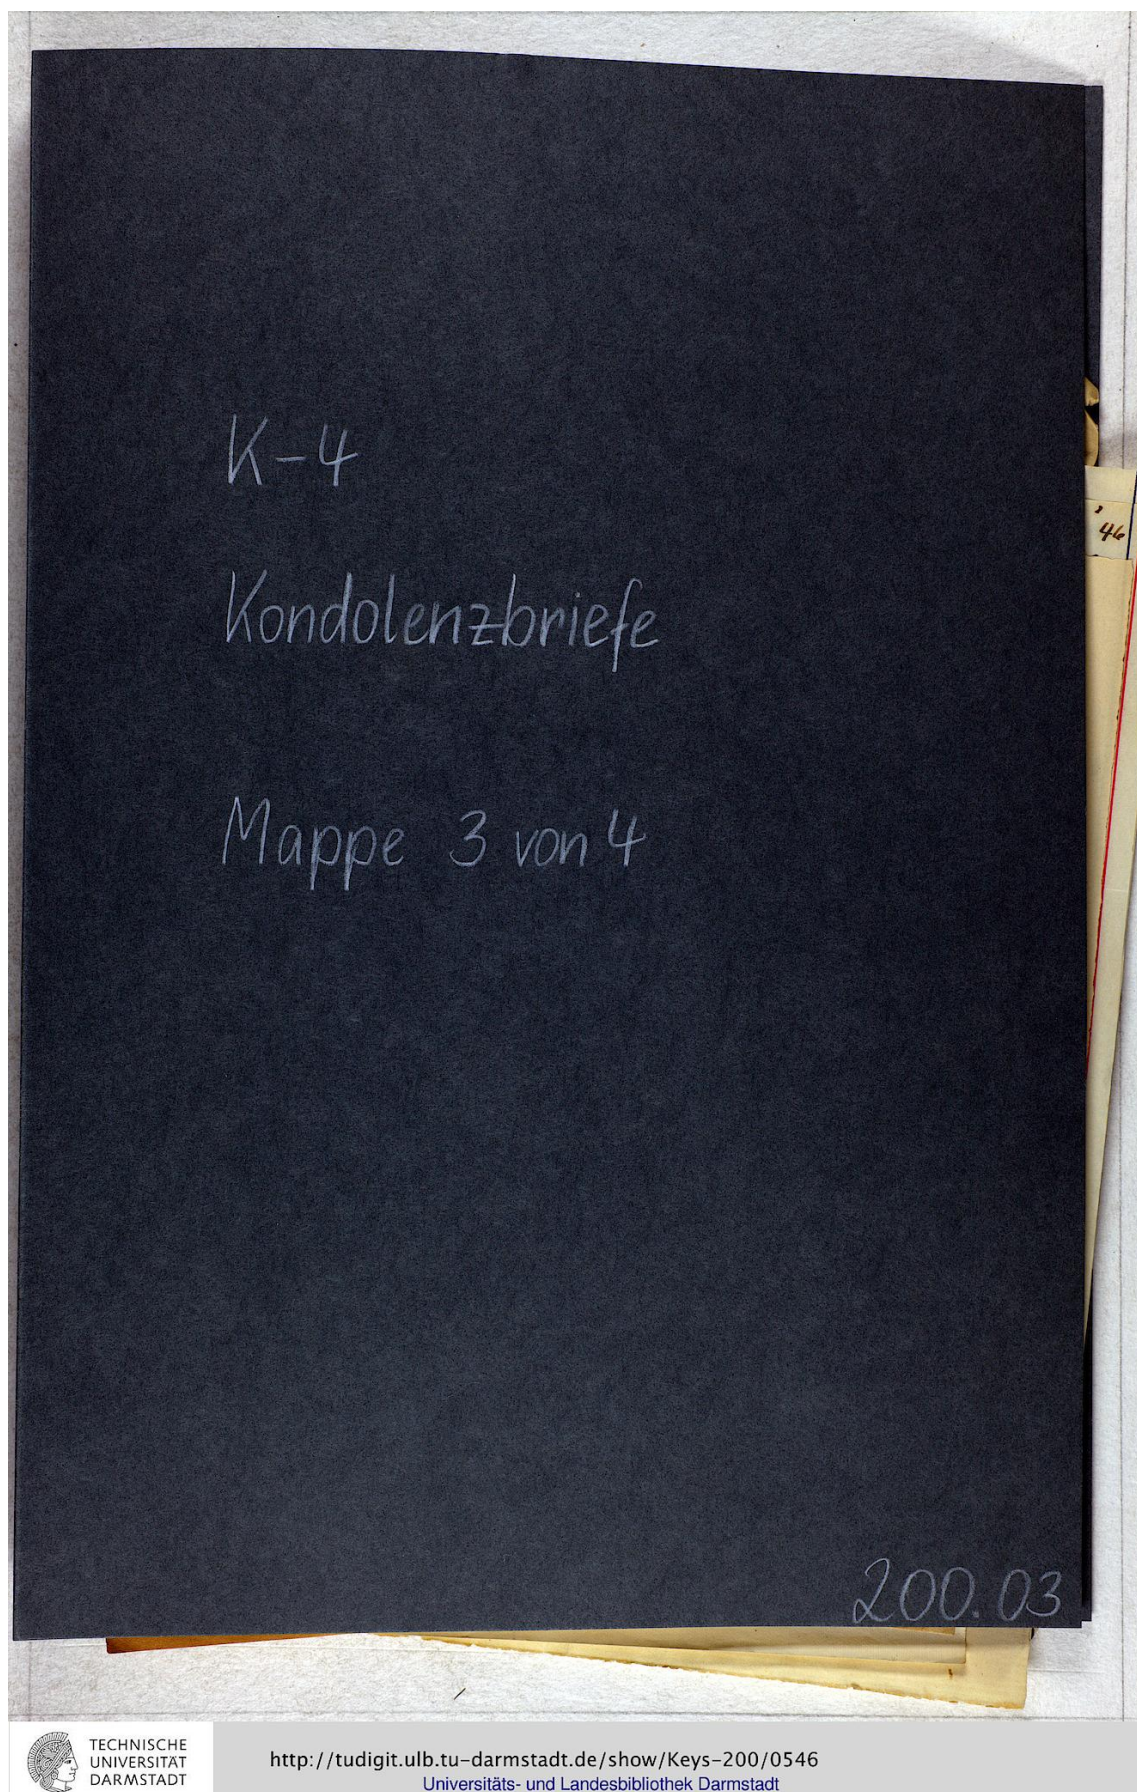 K-4
' 46
Kondolenzbriefe
Mappe 3 von 4
200.03
TECHNISCHE
UNIVERSITÄT
DARMSTADT
http://tudigit.ulb.tu-darmstadt.de/show/Keys-200/0546
Universitäts- und Landesbibliothek Darmstadt